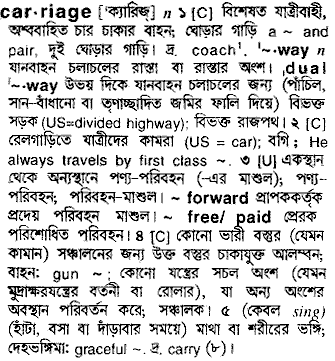 car·riage [ˈক্যারিজ্] n ১ [C] বিশেষত যাত্রীবাহী,
অশ্ববাহিত চার চাকার বাহন; ঘোড়ার গাড়ি a ~ and
pair, দুই ঘোড়ার গাড়ি। দ্র. coach¹. '~·way n
যানবাহন চলাচলের রাস্তা বা রাস্তার অংশ। ˌdual
'~·way উভয় দিকে যানবাহন চলাচলের জন্য (পাঁচিল,
সান-বাঁধানো বা তৃণাচ্ছাদিত জমির ফালি দিয়ে) বিভক্ত
সড়ক (US=divided highway); বিভক্ত রাজপথ। ২ [C]
রেলগাড়িতে যাত্রীদের কামরা (US = car); বগি; He
always travels by first class ~. ৩ [U] একস্থান
থেকে অন্যস্থানে পণ্য-পরিবহন (-এর মাশুল); পণ্য-
পরিবহন; পরিবহন-মাশুল। ~ forward প্রাপককর্তৃক
প্রদেয় পরিবহন মাশুল। ~ free/ paid প্রেরক
পরিশোধিত পরিবহন। ৪ [C] কোনো ভারী বস্তুর (যেমন
কামান) সঞ্চালনের জন্য উক্ত বস্তুর চাকাযুক্ত আলম্বন;
বাহন: gun ~; কোনো যন্ত্রের সচল অংশ (যেমন
মুদ্রাক্ষরযন্ত্রের বর্তনী বা রোলার), যা অন্য অংশের
অবস্থান পরিবর্তন করে; সঞ্চালক। ৫ (কেবল sing)
(হাঁটা, বসা বা দাঁড়াবার সময়ে) মাথা বা শরীরের ভঙ্গি;
দেহভঙ্গিমা: graceful ~. দ্র. carry (৮)।